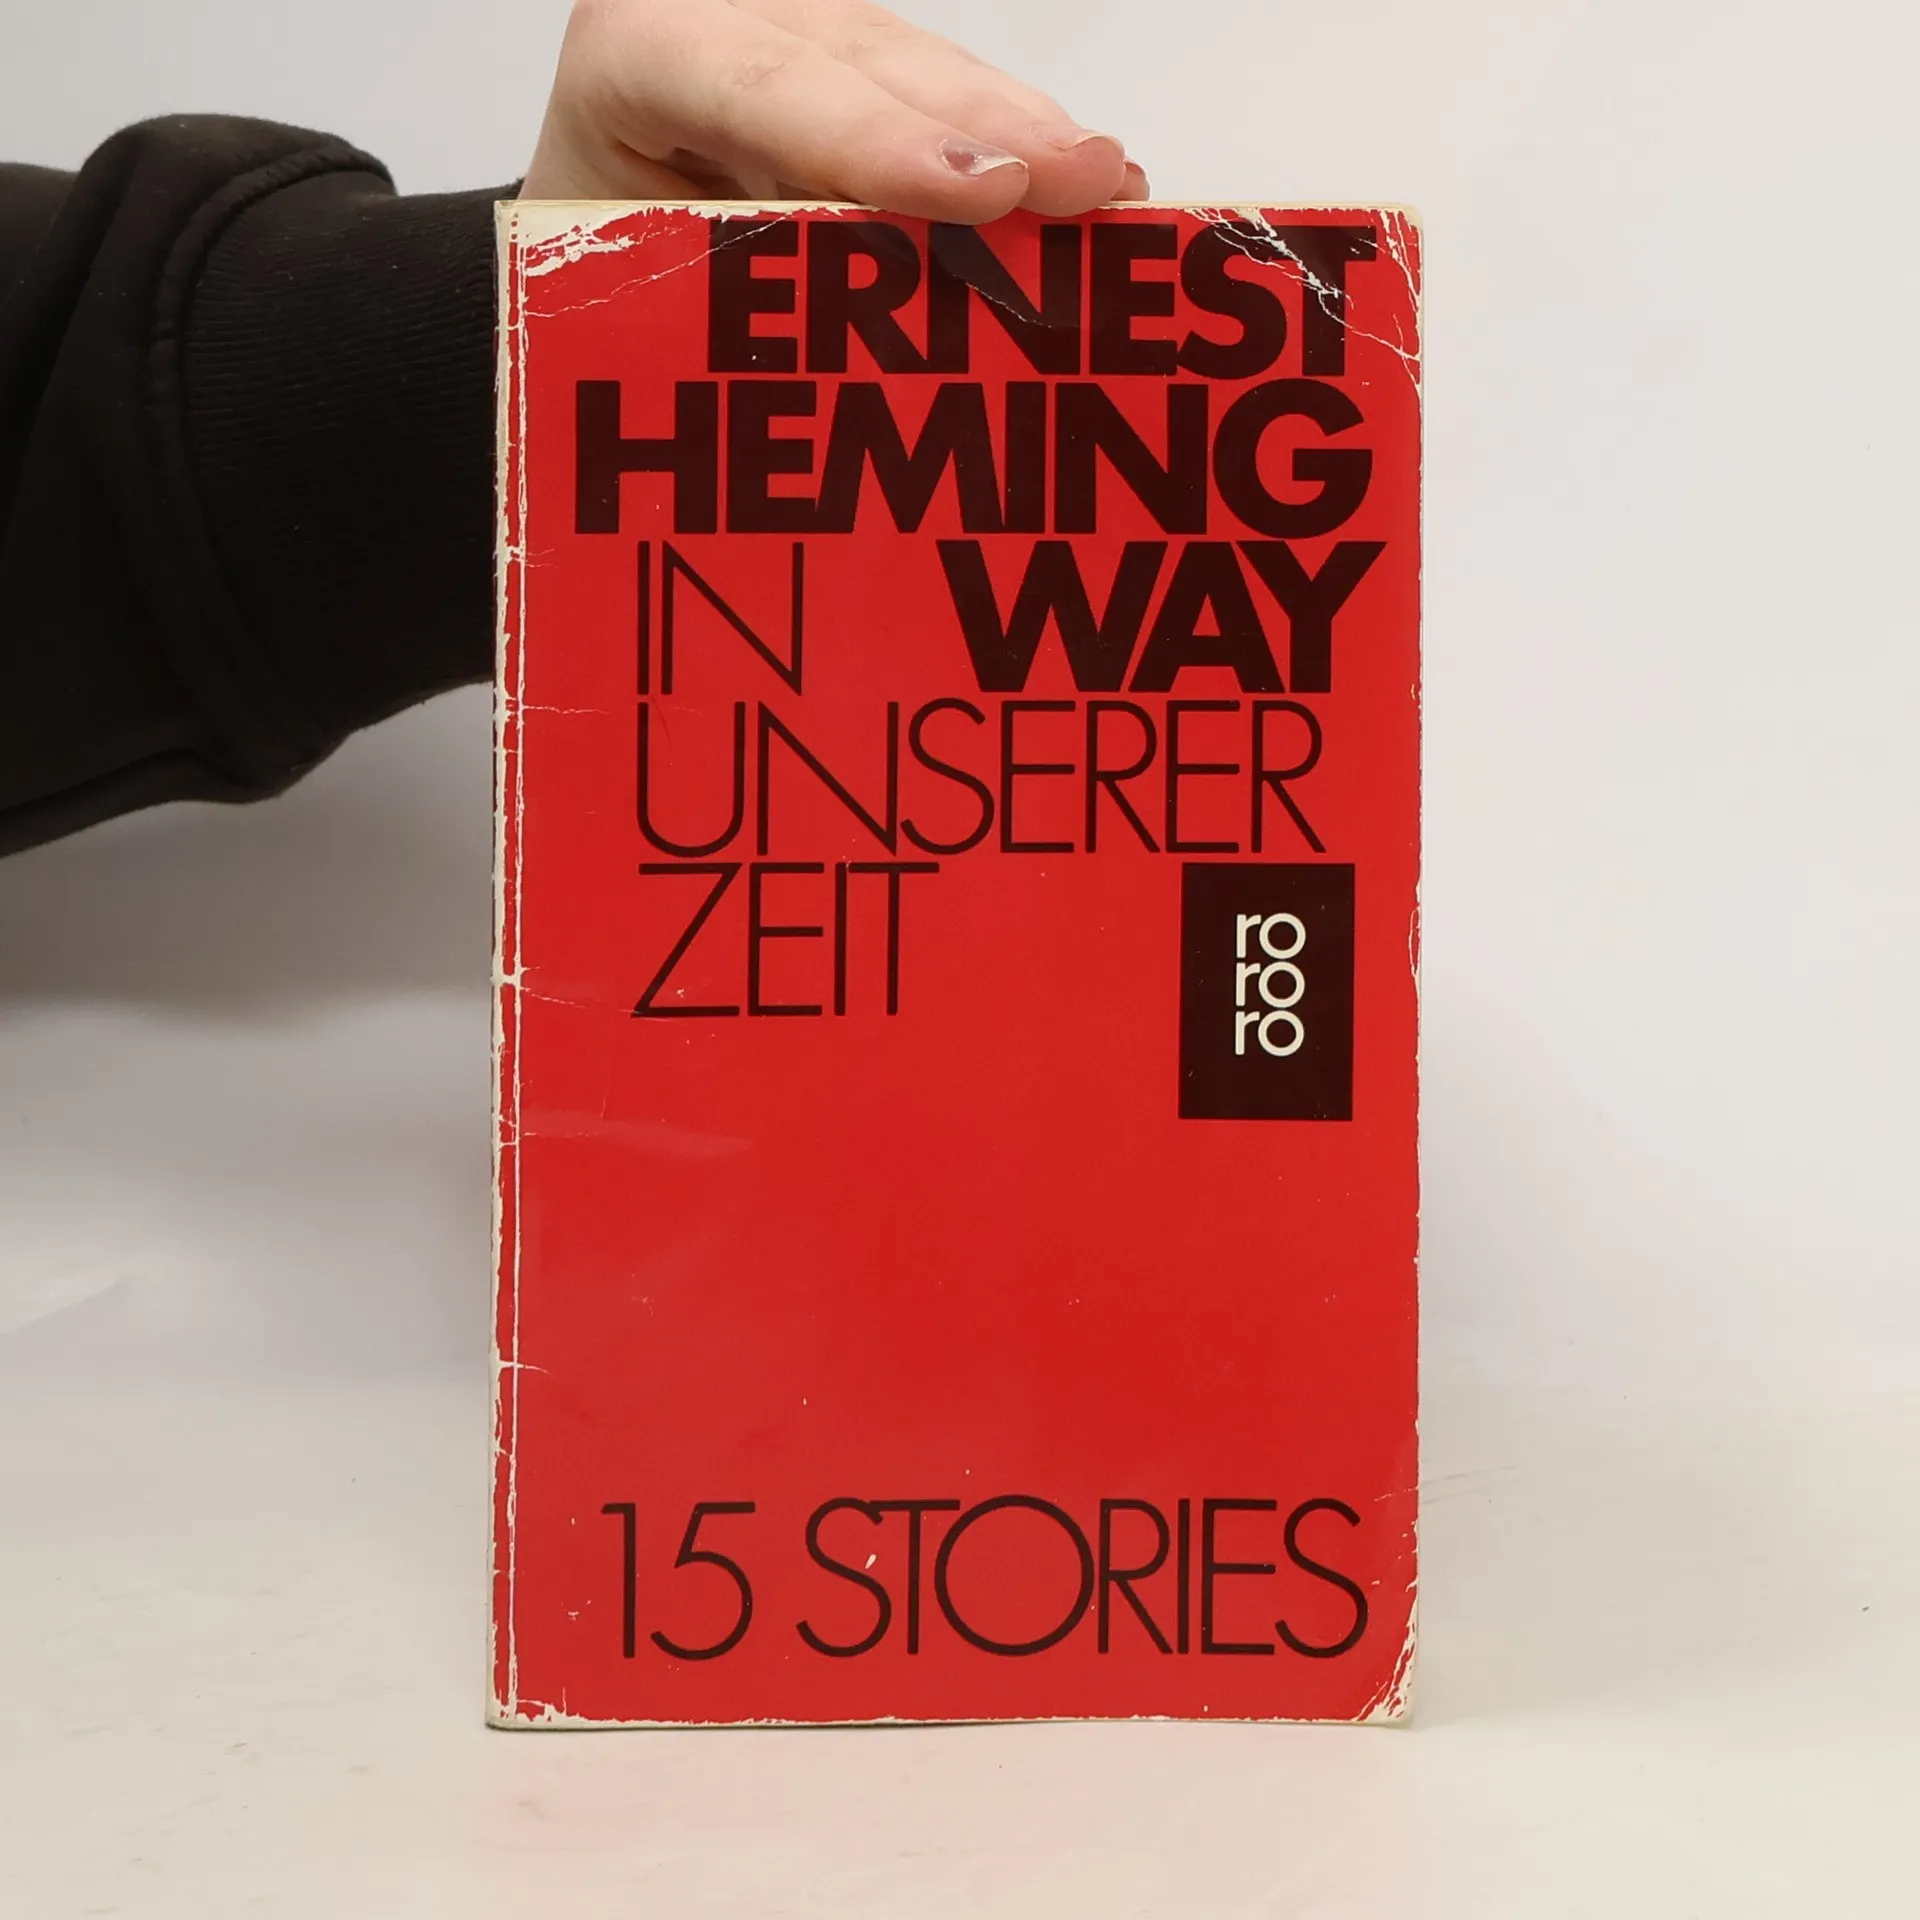 ERNEST
HEMING
IN WAY
UNSERER
ZEIT
ro
ro
ro
15 STORIES